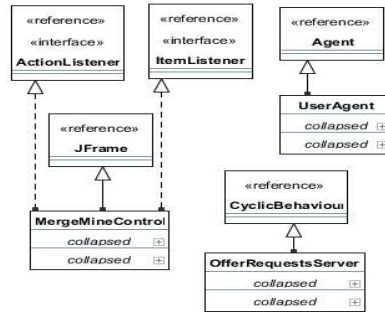 «reference»
«interface»
ActionListener
«reference»
«interface»
ItemListener
«reference»
Agent
UserAgent
collapsed
collapsed
«reference»
JFrame
MergeMineControl
collapsed
collapsed
«reference»
CyclicBehaviour
OfferRequestsServer
collapsed
collapsed